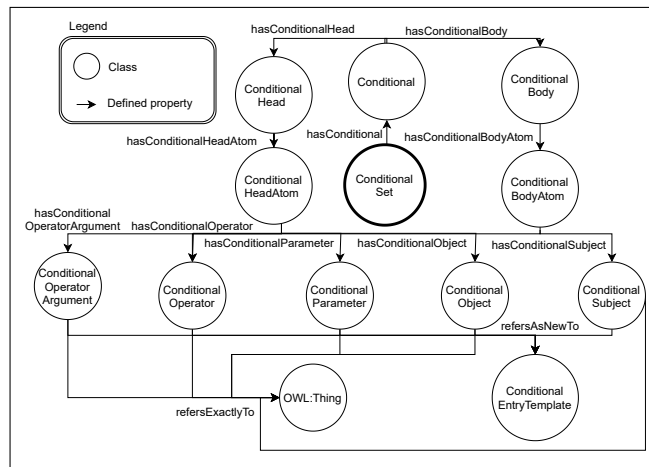 Legend
Class
Defined property
hasConditionalHead
hasConditionalBody
Conditional
Head
Conditional
Conditional
Body
hasConditionalHeadAtom
hasConditional
hasConditionalBodyAtom
Conditional
HeadAtom
Conditional
Set
Conditional
BodyAtom
hasConditional
OperatorArgument
hasConditionalOperator
hasConditionalParameter
hasConditionalObject
hasConditionalSubject
Conditional
Operator
Argument
Conditional
Operator
Conditional
Parameter
Conditional
Object
Conditional
Subject
refersAsNewTo
refersExactlyTo
OWL:Thing
Conditional
EntryTemplate